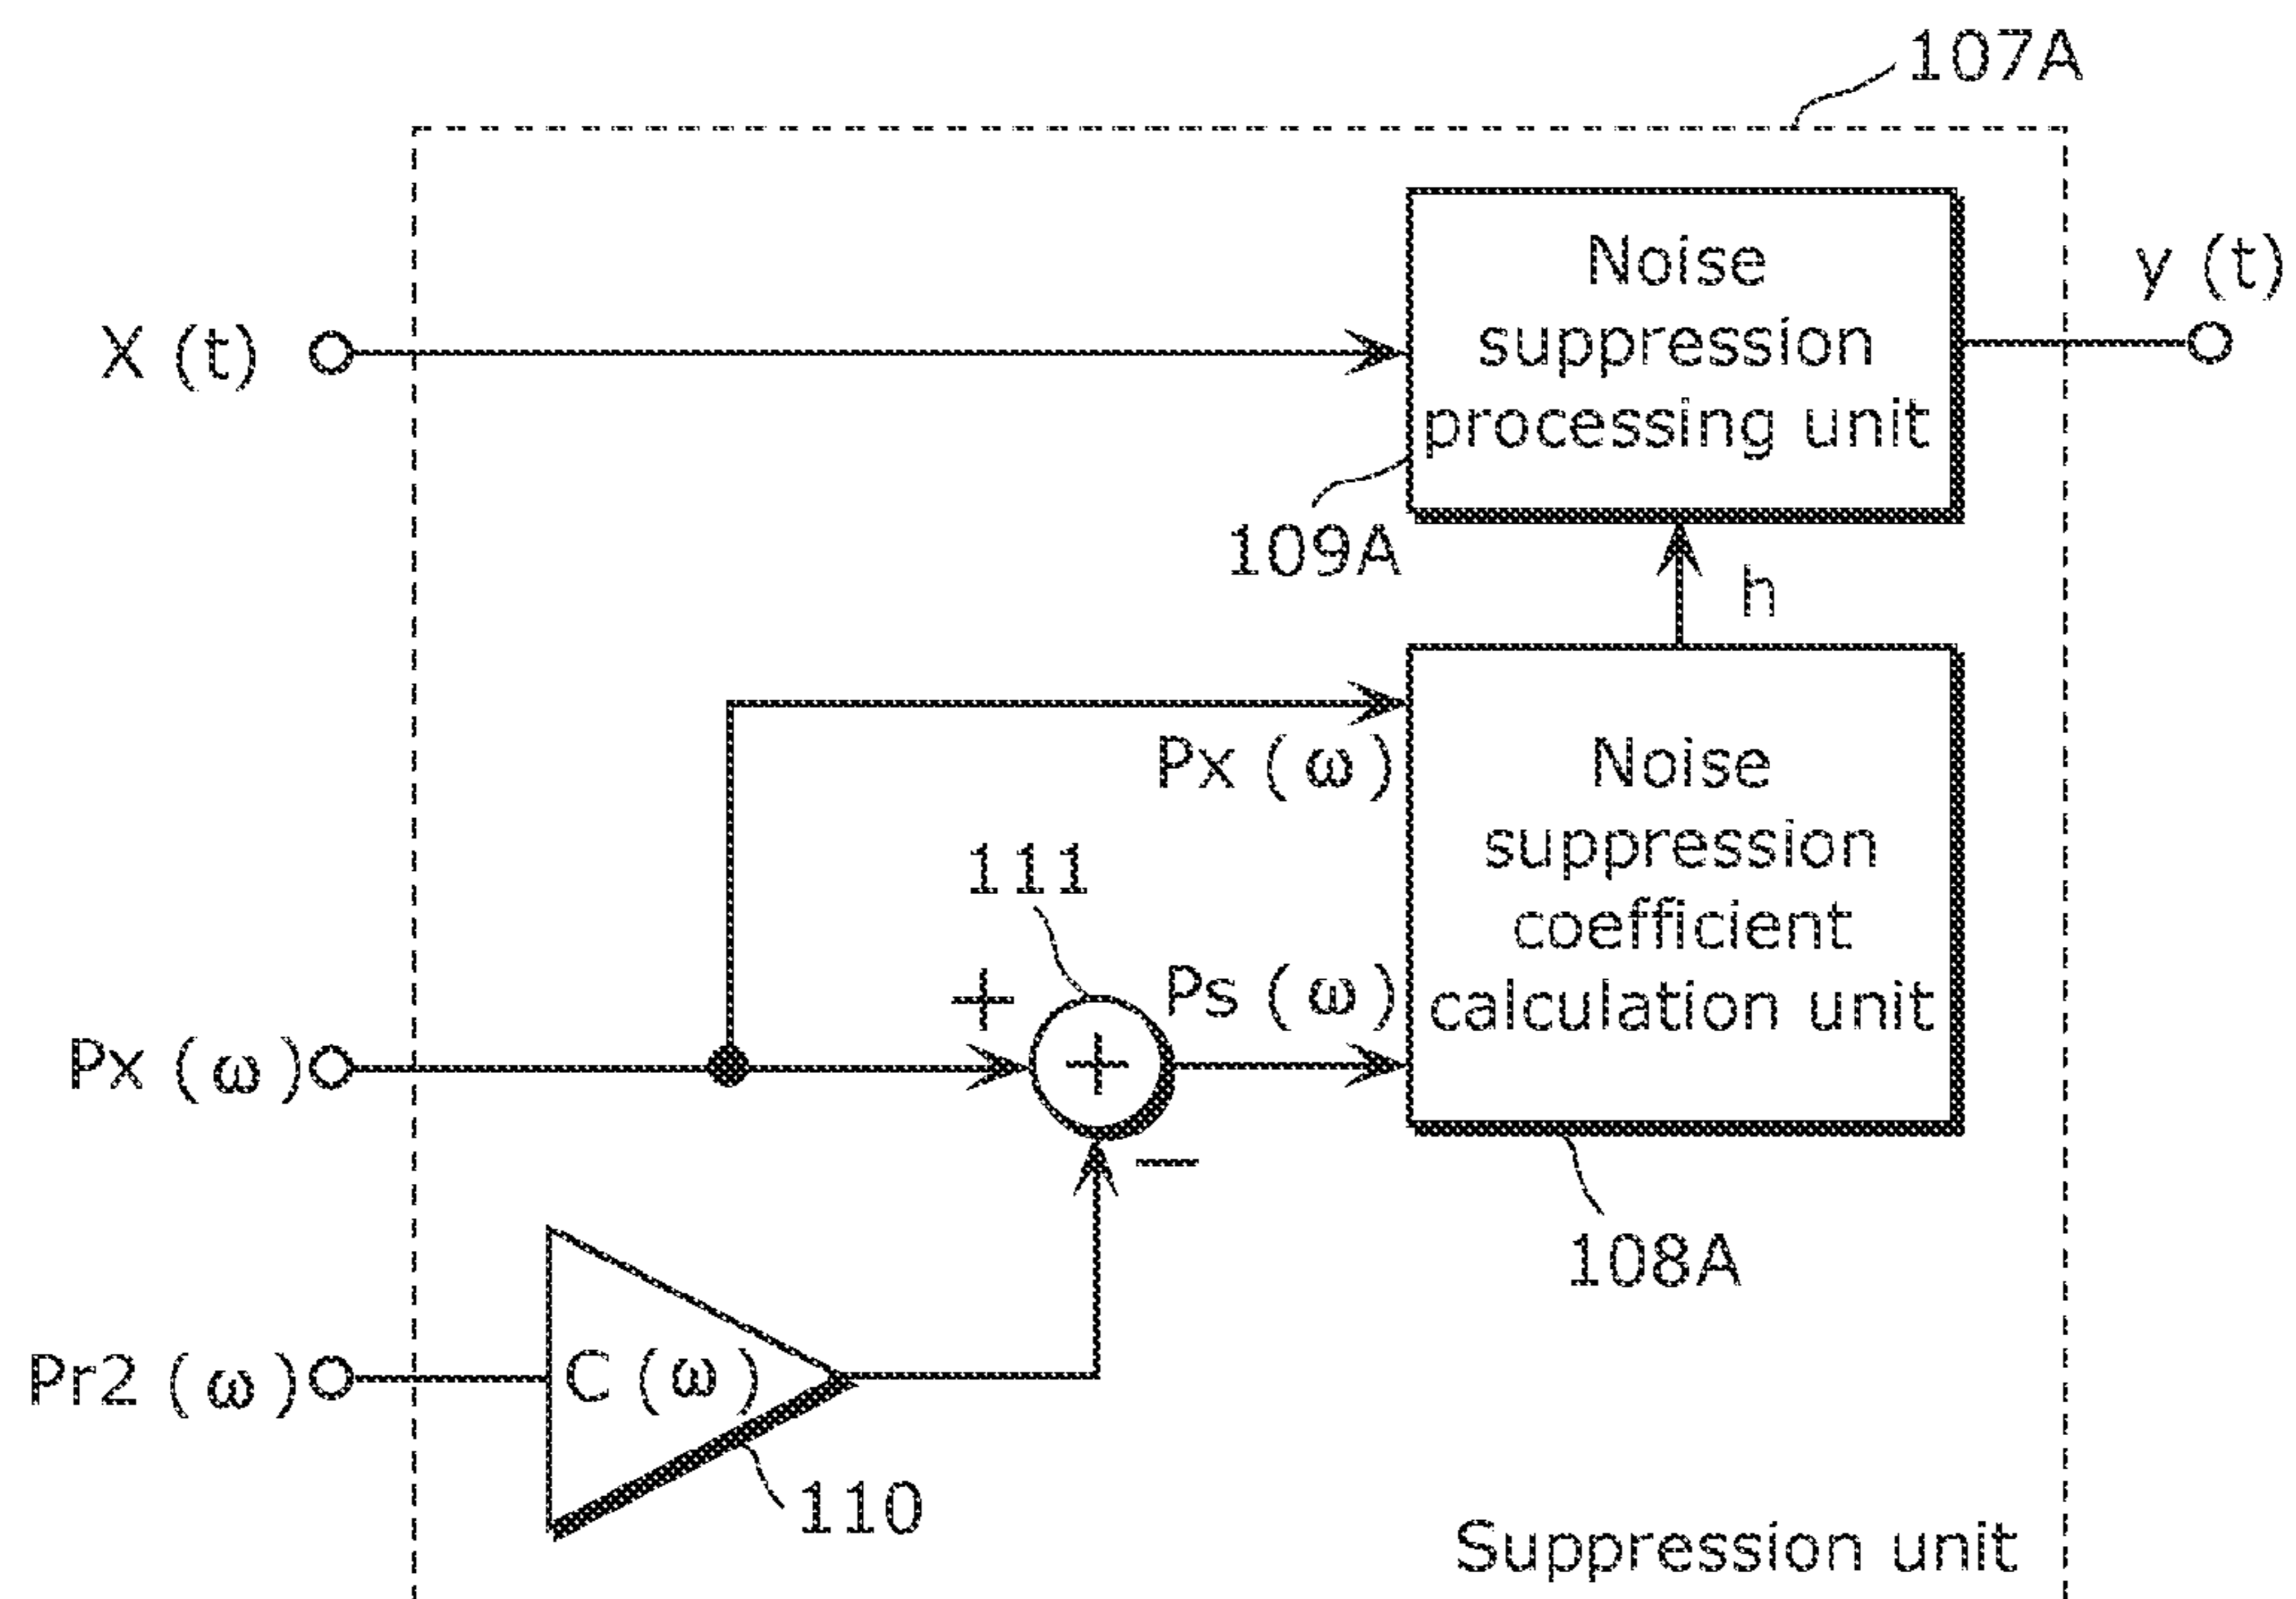 107A
Noise
suppression
processing unit
y (t)
X (t)
109A
h
Px (ω)
Noise
suppression
coefficient
calculation unit
111
+
Ps (ω)
Px (ω)
+
−
108A
Pr2 (ω)
C (ω)
110
Suppression unit